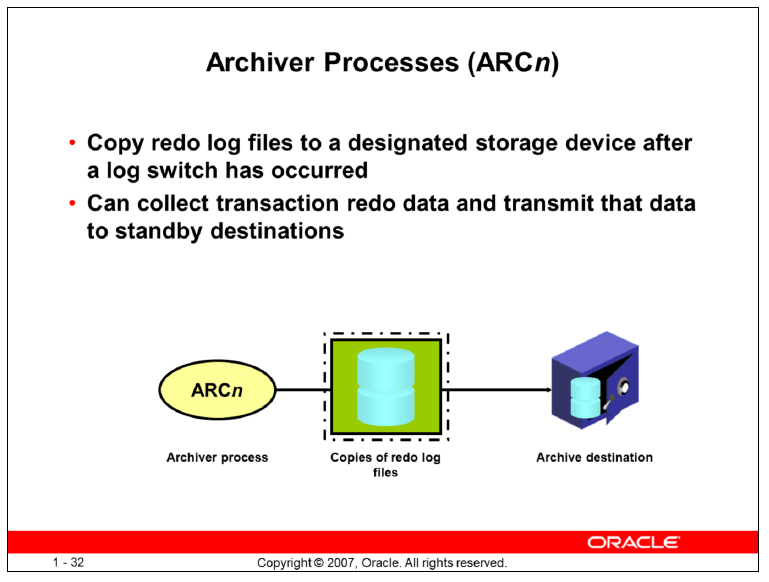 Archiver Processes (ARCn)
• Copy redo log files to a designated storage device after
a log switch has occurred
• Can collect transaction redo data and transmit that data
to standby destinations
ARCn
Archiver process
Copies of redo log
files
Archive destination
ORACLE
1 - 32
Copyright © 2007, Oracle. All rights reserved.